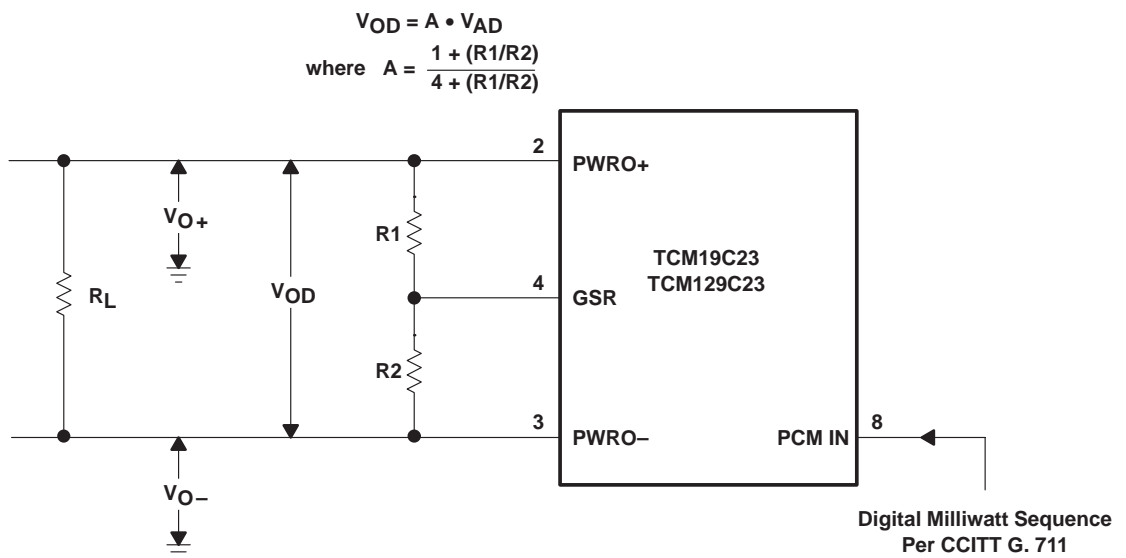 VOD = A • VAD
where A = 1 + (R1/R2)
4 + (R1/R2)
2
PWRO+
VO+
R1
TCM19C23
TCM129C23
RL
VOD
4
GSR
R2
3
PWRO–
PCM IN
8
VO–
Digital Milliwatt Sequence
Per CCITT G. 711